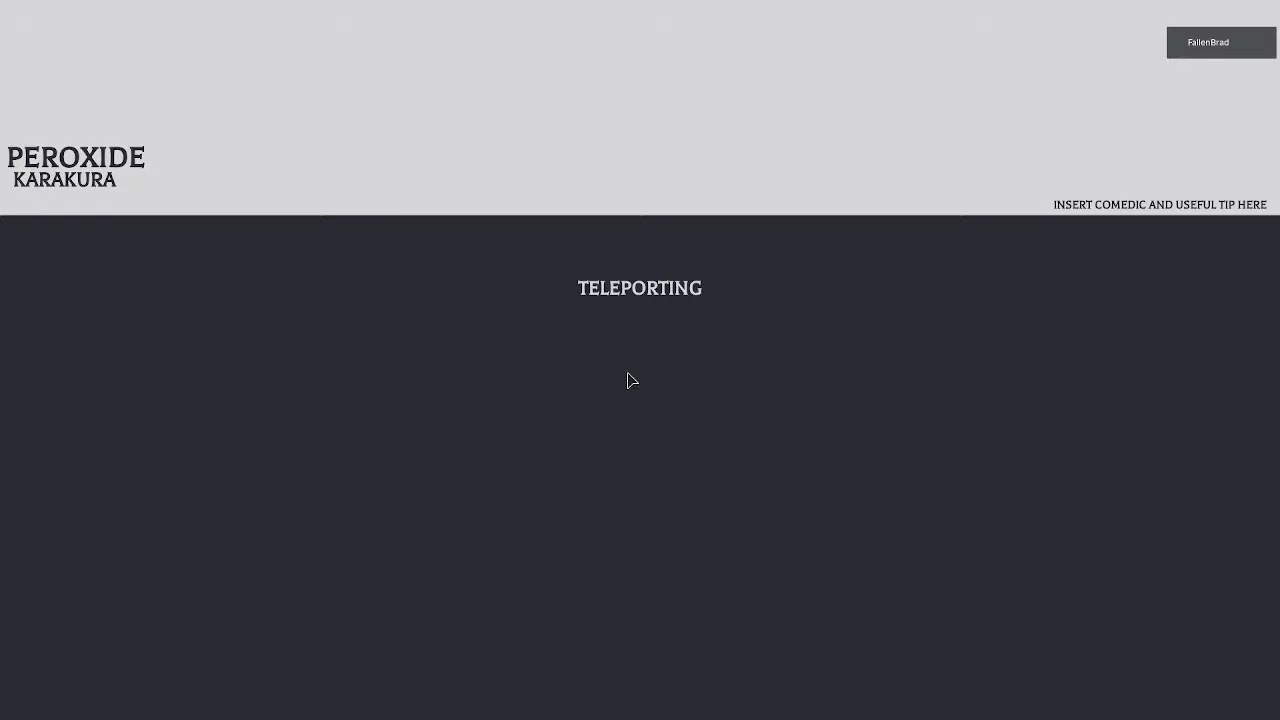 FallenBrad
PEROXIDE
KARAKURA
INSERT COMEDIC AND USEFUL TIP HERE
TELEPORTING